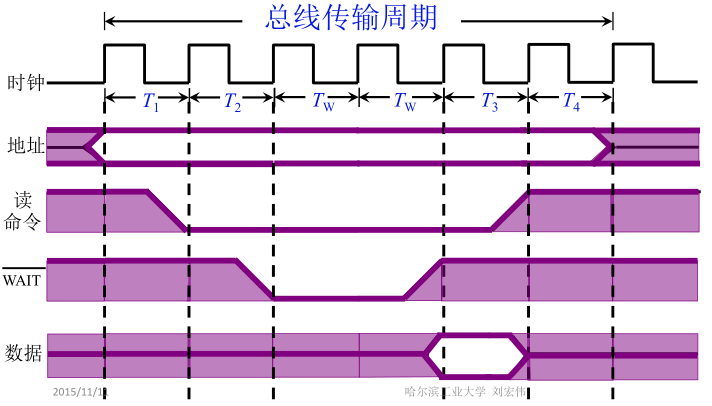 总线传输周期
时钟
T1 T2 TW TW T3 T4
地址
读
命令
WAIT
数据
2015/11/11
哈尔滨工业大学 刘宏伟